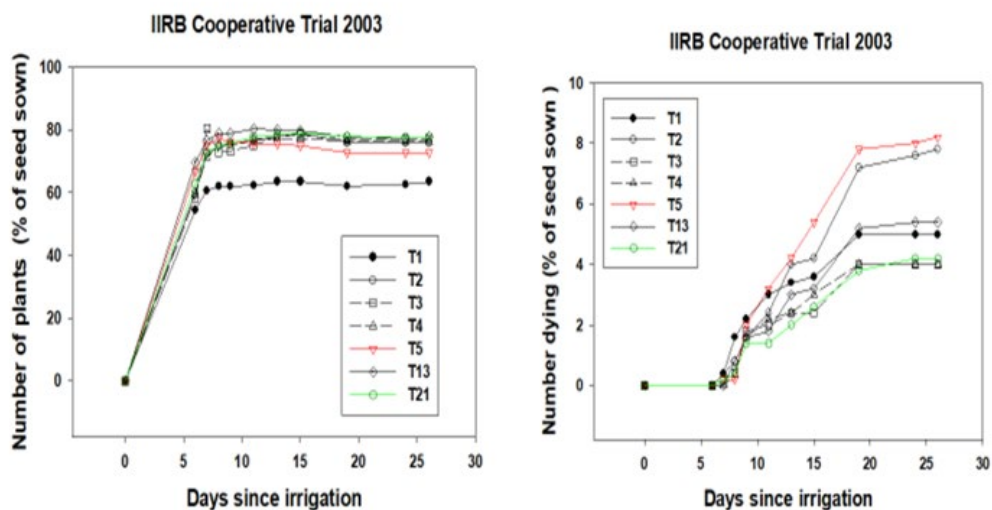 IIRB Cooperative Trial 2003
Number of plants (% of seed sown)
100
80
60
40
20
0
0
5
10
15
20
25
30
Days since irrigation
T1
T2
T3
T4
T5
T13
T21
IIRB Cooperative Trial 2003
Number dying (% of seed sown )
10
8
6
4
2
0
0
5
10
15
20
25
30
Days since irrigation
T1
T2
T3
T4
T5
T13
T21